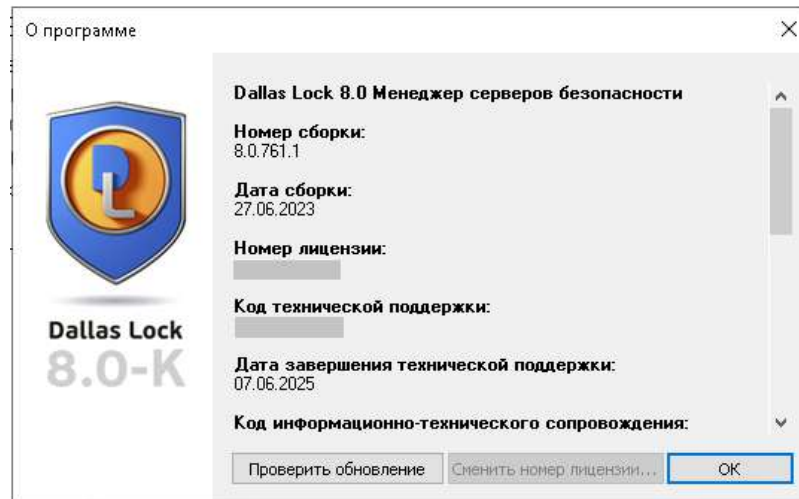 О программе
Dallas Lock 8.0 Менеджер серверов безопасности
Номер сборки:
8.0.761.1
Дата сборки:
27.06.2023
Номер лицензии:
Код технической поддержки:
Дата завершения технической поддержки:
07.06.2025
Код информационно-технического сопровождения:
DL
Dallas Lock
8.0-K
Проверить обновление
Сменить номер лицензии...
ОК